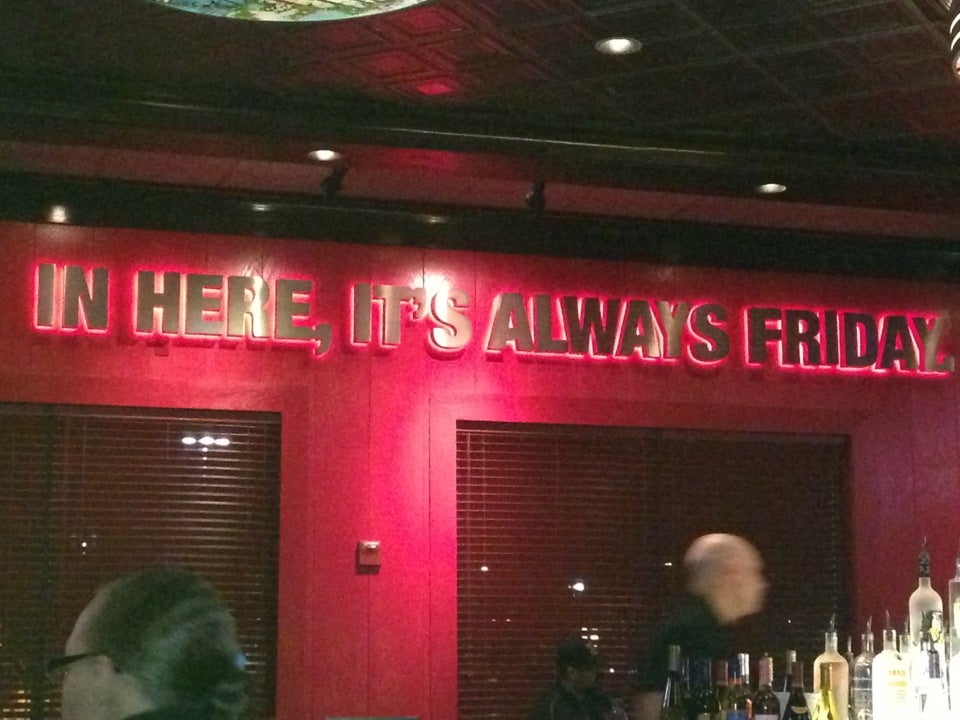 IN HERE, IT'S ALWAYS FRIDAY.